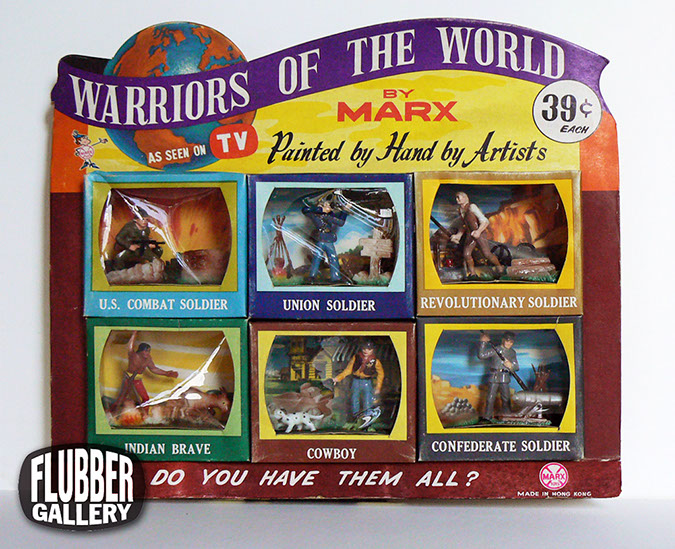 WARRIORS OF THE WORLD
BY
MARX
39¢
EACH
AS SEEN ON TV
Painted by Hand by Artists
U.S. COMBAT SOLDIER
UNION SOLDIER
REVOLUTIONARY SOLDIER
INDIAN BRAVE
COWBOY
CONFEDERATE SOLDIER
DO YOU HAVE THEM ALL?
MARX
MADE IN HONG KONG
FLUBBER
GALLERY